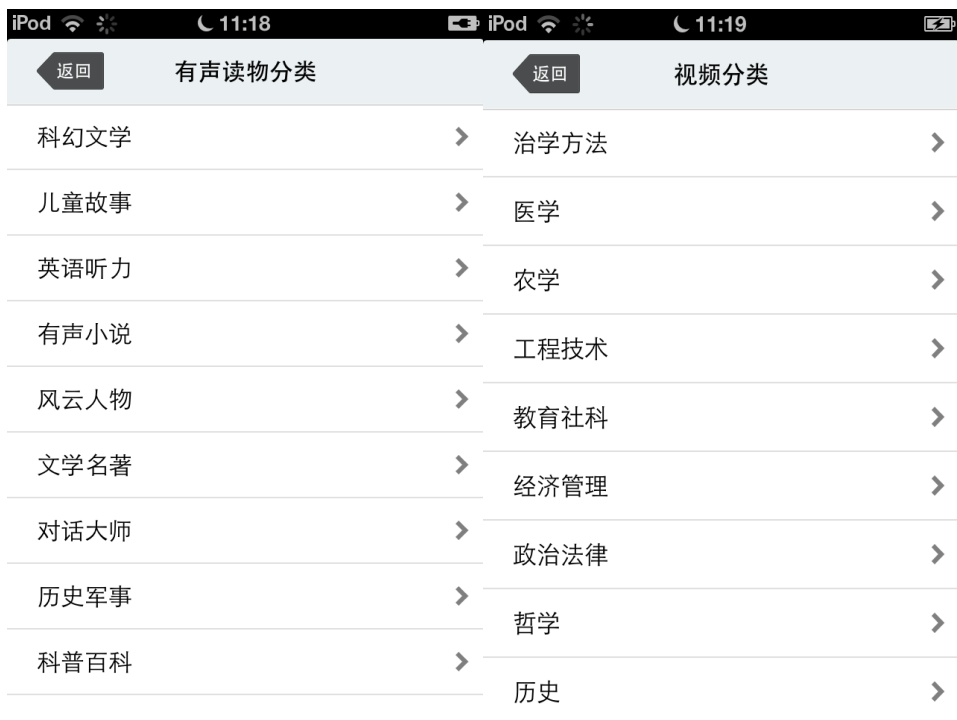 iPod 11:18
返回 有声读物分类
科幻文学
儿童故事
英语听力
有声小说
风云人物
文学名著
对话大师
历史军事
科普百科
iPod 11:19
返回 视频分类
治学方法
医学
农学
工程技术
教育社科
经济管理
政治法律
哲学
历史